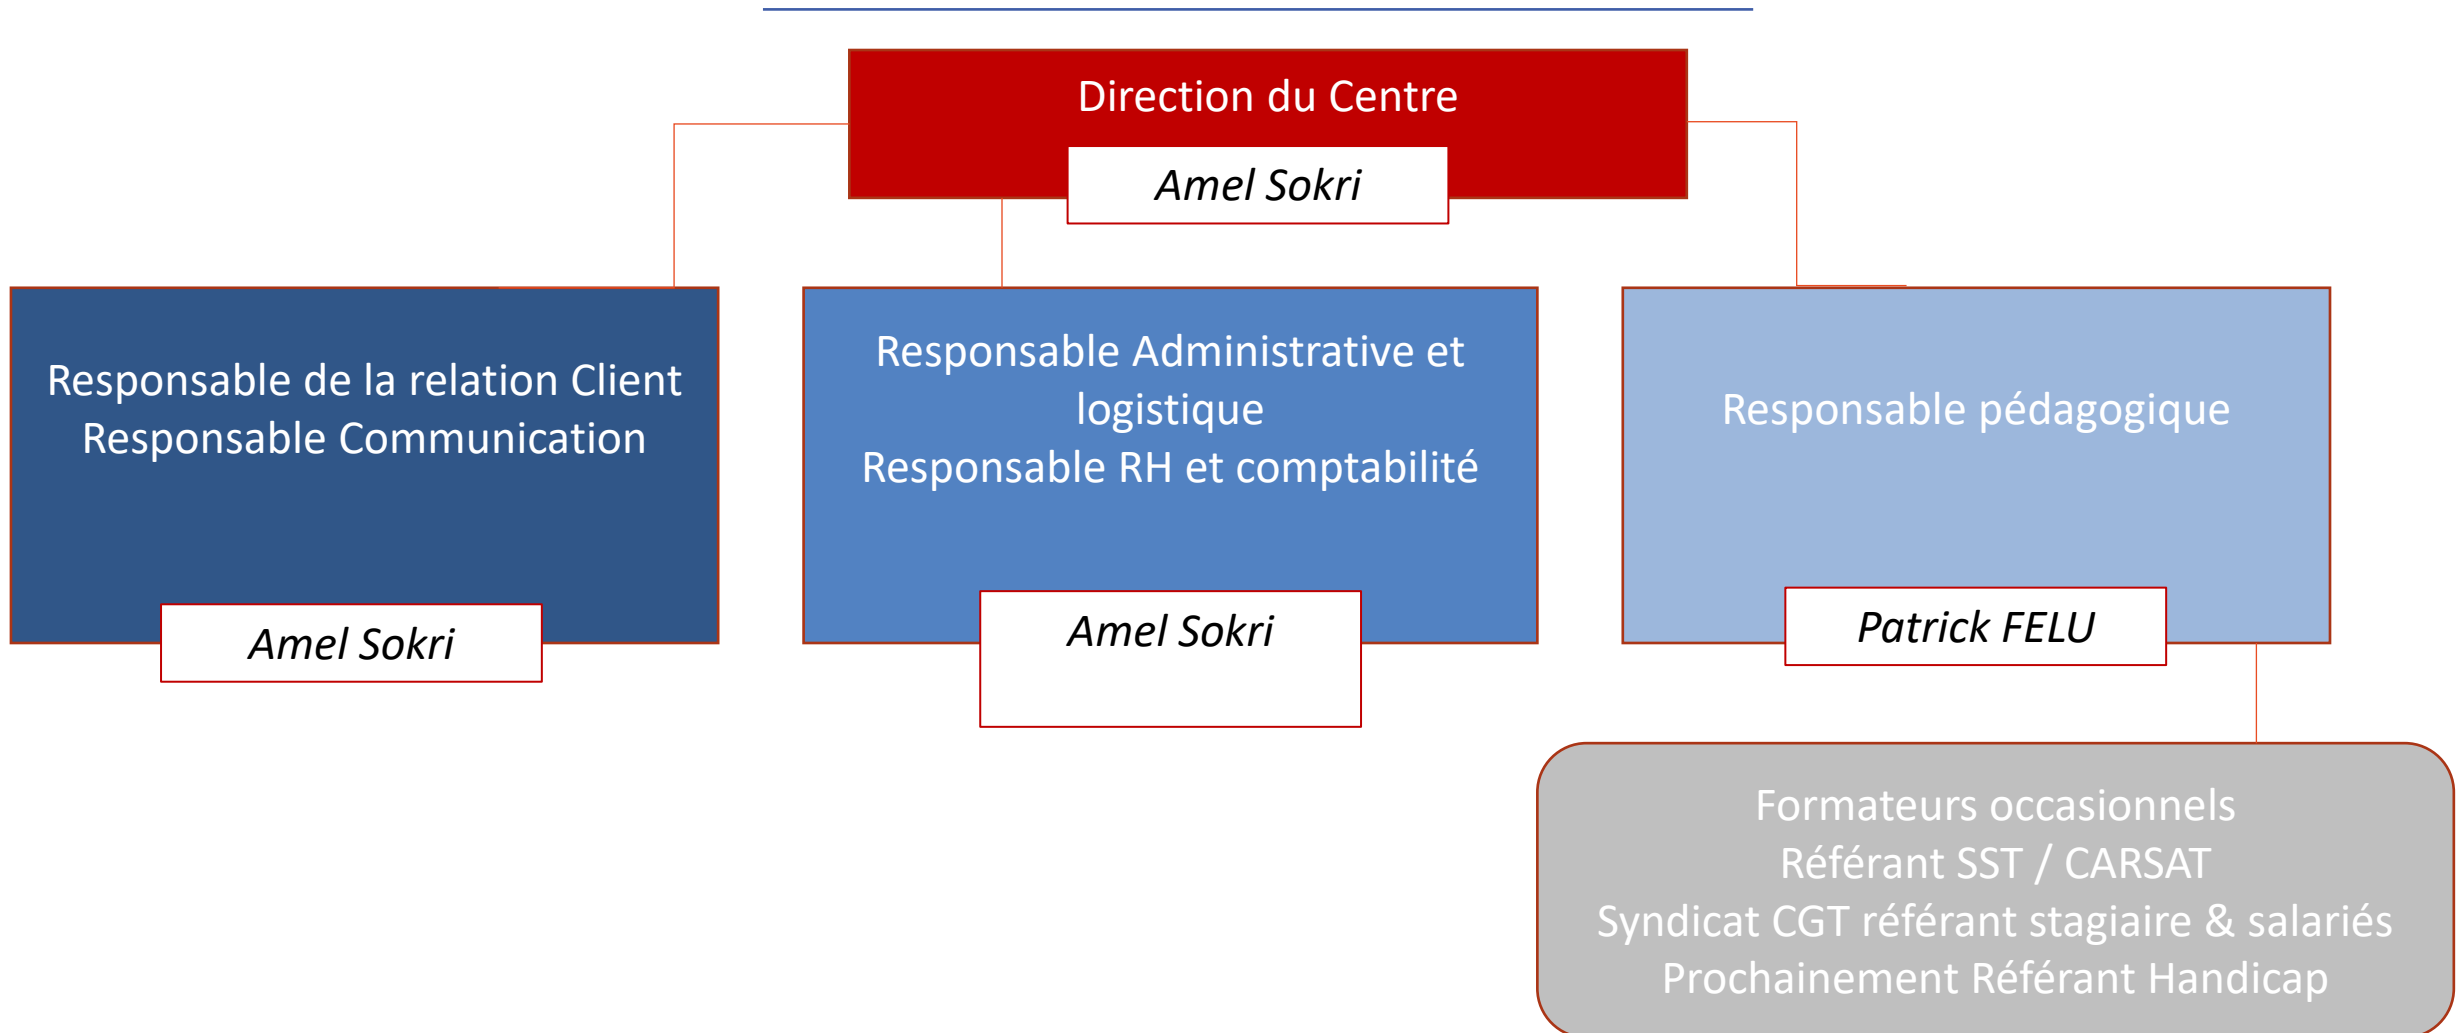 Direction du Centre
Amel Sokri
Responsable de la relation Client
Responsable Communication
Amel Sokri
Responsable Administrative et
logistique
Responsable RH et comptabilité
Amel Sokri
Responsable pédagogique
Patrick FELU
Formateurs occasionnels
Référant SST / CARSAT
Syndicat CGT référant stagiaire & salariés
Prochainement Référant Handicap